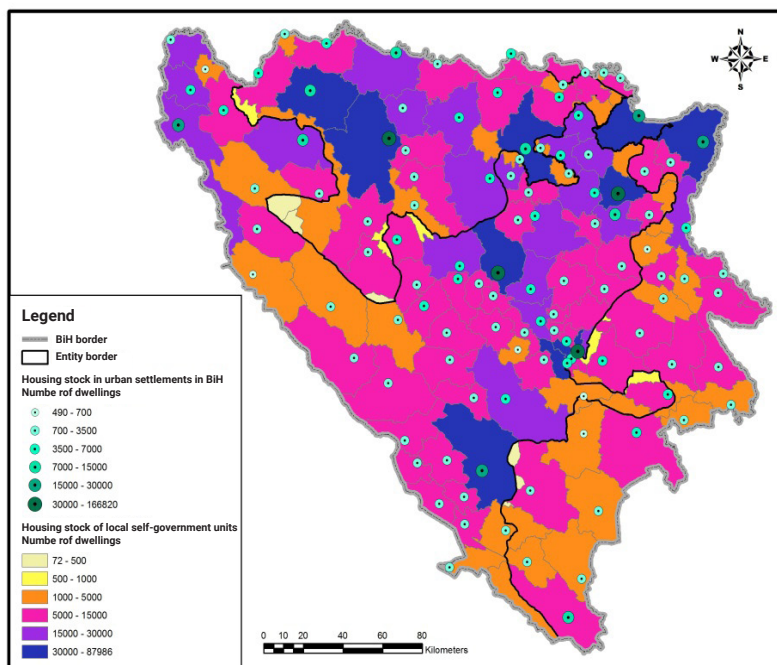 N
W E
S
Legend
BiH border
Entity border
Housing stock in urban settlements in BiH
Numbe rof dwellings
490 - 700
700 - 3500
3500 - 7000
7000 - 15000
15000 - 30000
30000 - 166820
Housing stock of local self-government units
Numbe rof dwellings
72 - 500
500 - 1000
1000 - 5000
5000 - 15000
15000 - 30000
30000 - 87986
0 10 20 40 60 80
Kilometers